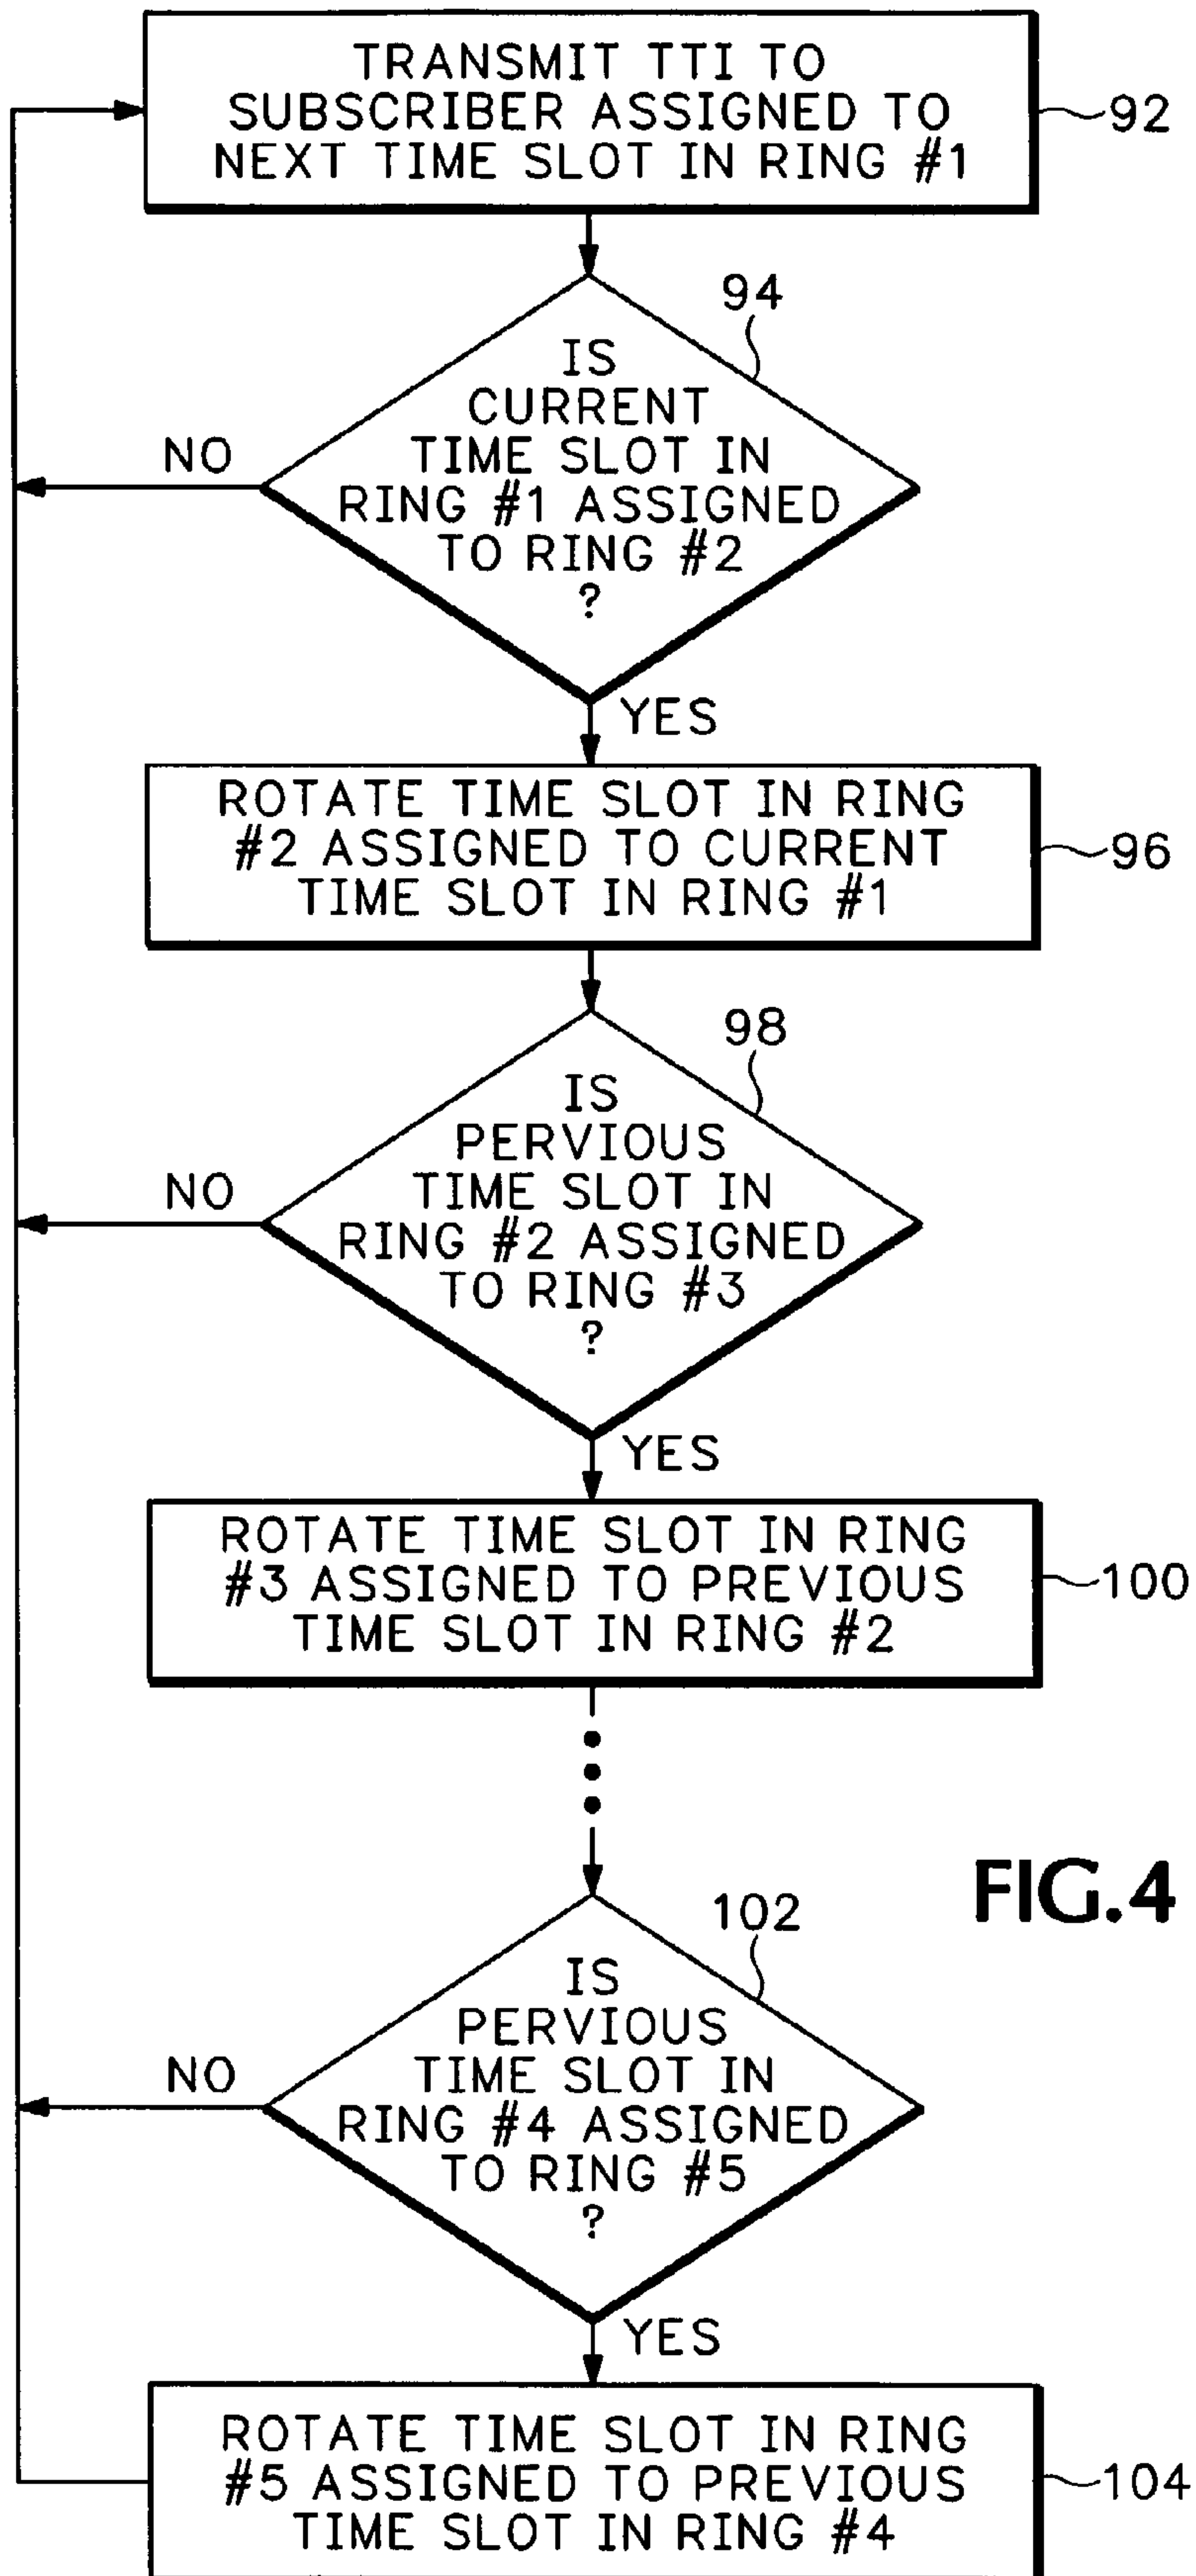 TRANSMIT TTI TO
SUBSCRIBER ASSIGNED TO
NEXT TIME SLOT IN RING #1
92
94
IS
CURRENT
TIME SLOT IN
RING #1 ASSIGNED
TO RING #2
?
NO
YES
ROTATE TIME SLOT IN RING
#2 ASSIGNED TO CURRENT
TIME SLOT IN RING #1
96
98
IS
PERVIOUS
TIME SLOT IN
RING #2 ASSIGNED
TO RING #3
?
NO
YES
ROTATE TIME SLOT IN RING
#3 ASSIGNED TO PREVIOUS
TIME SLOT IN RING #2
100
FIG.4
102
IS
PERVIOUS
TIME SLOT IN
RING #4 ASSIGNED
TO RING #5
?
NO
YES
ROTATE TIME SLOT IN RING
#5 ASSIGNED TO PREVIOUS
TIME SLOT IN RING #4
104